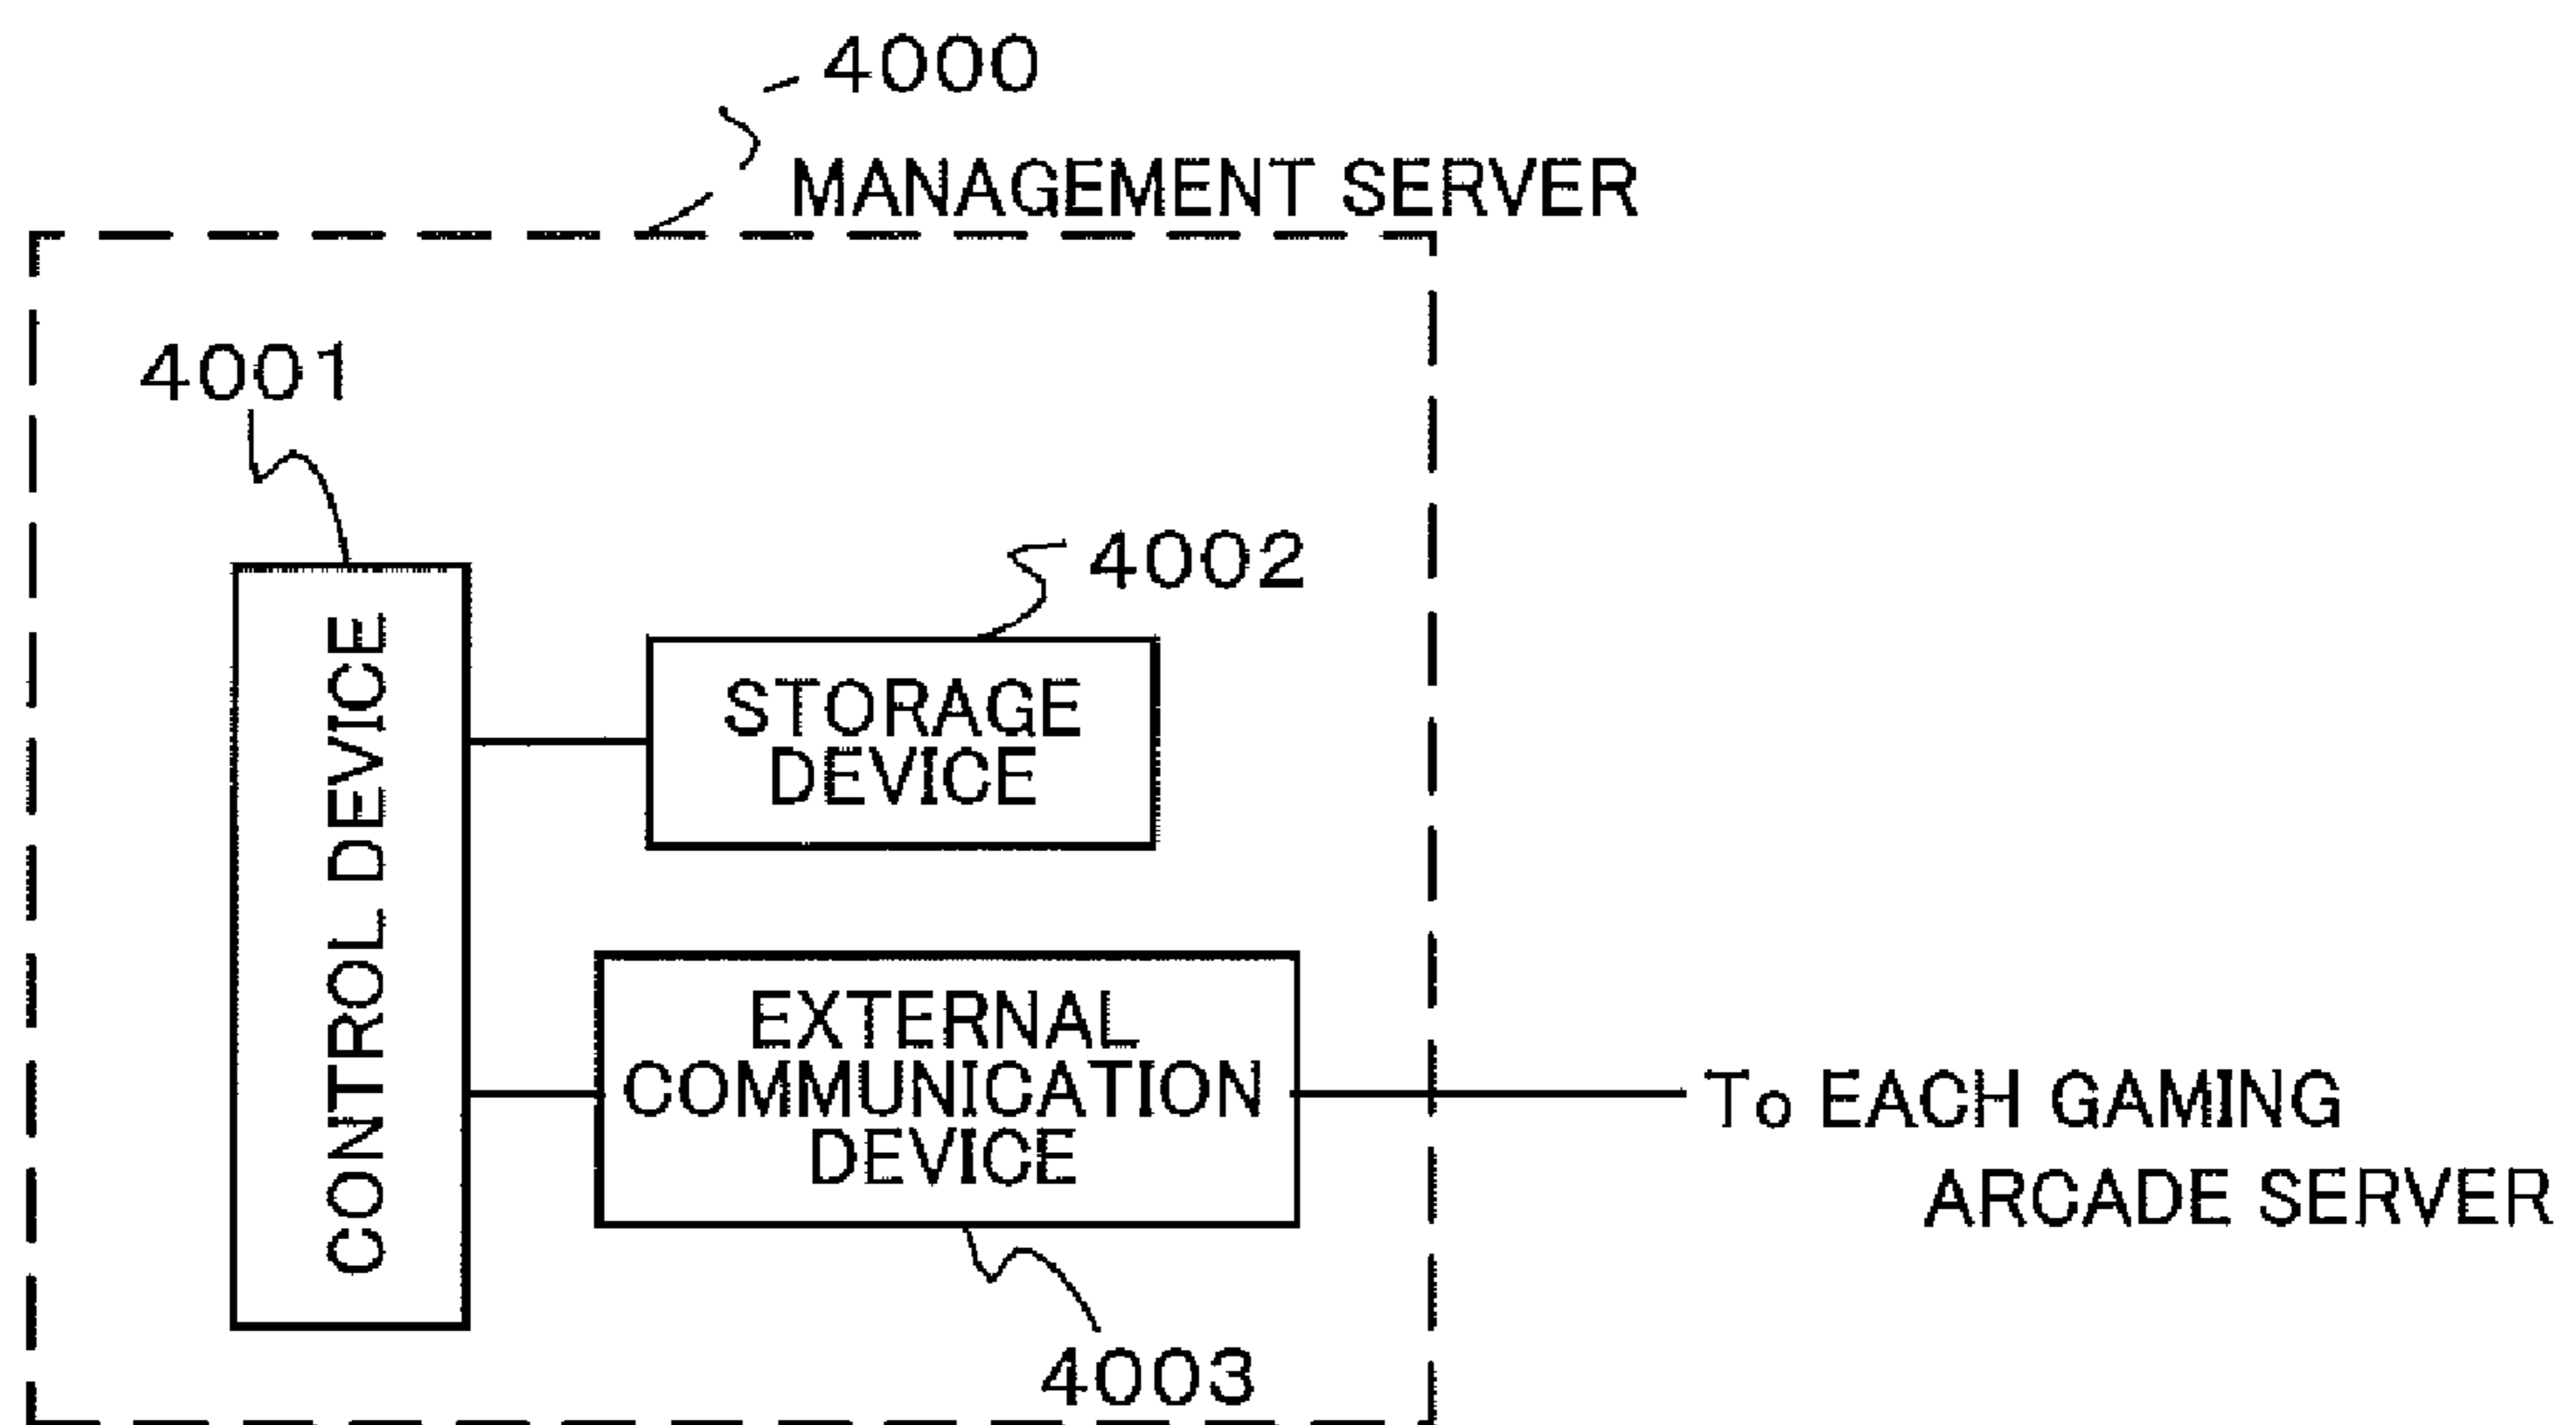 4000
MANAGEMENT SERVER
4001
4002
CONTROL DEVICE
STORAGE
DEVICE
EXTERNAL
COMMUNICATION
DEVICE
To EACH GAMING
ARCADE SERVER
4003